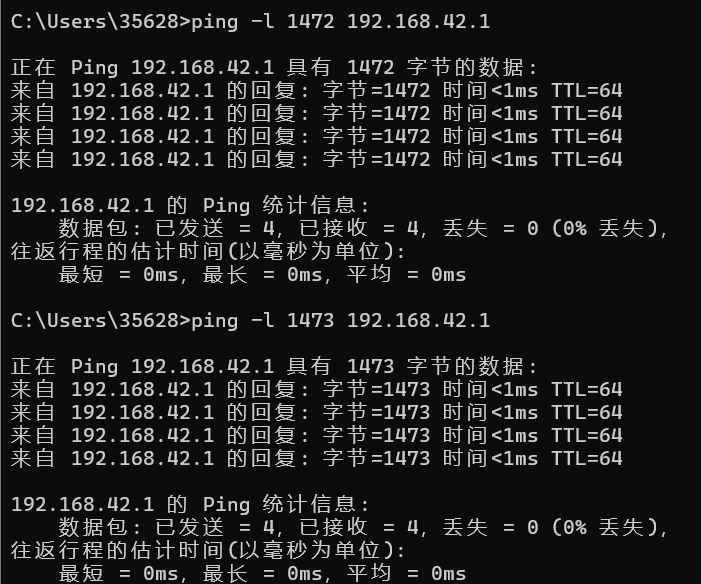 C:\Users\35628>ping -l 1472 192.168.42.1
正在 Ping 192.168.42.1 具有 1472 字节的数据:
来自 192.168.42.1 的回复: 字节=1472 时间<1ms TTL=64
来自 192.168.42.1 的回复: 字节=1472 时间<1ms TTL=64
来自 192.168.42.1 的回复: 字节=1472 时间<1ms TTL=64
来自 192.168.42.1 的回复: 字节=1472 时间<1ms TTL=64
192.168.42.1 的 Ping 统计信息:
    数据包: 已发送 = 4，已接收 = 4，丢失 = 0 (0% 丢失)，
往返行程的估计时间(以毫秒为单位):
    最短 = 0ms，最长 = 0ms，平均 = 0ms
C:\Users\35628>ping -l 1473 192.168.42.1
正在 Ping 192.168.42.1 具有 1473 字节的数据:
来自 192.168.42.1 的回复: 字节=1473 时间<1ms TTL=64
来自 192.168.42.1 的回复: 字节=1473 时间<1ms TTL=64
来自 192.168.42.1 的回复: 字节=1473 时间<1ms TTL=64
来自 192.168.42.1 的回复: 字节=1473 时间<1ms TTL=64
192.168.42.1 的 Ping 统计信息:
    数据包: 已发送 = 4，已接收 = 4，丢失 = 0 (0% 丢失)，
往返行程的估计时间(以毫秒为单位):
    最短 = 0ms，最长 = 0ms，平均 = 0ms